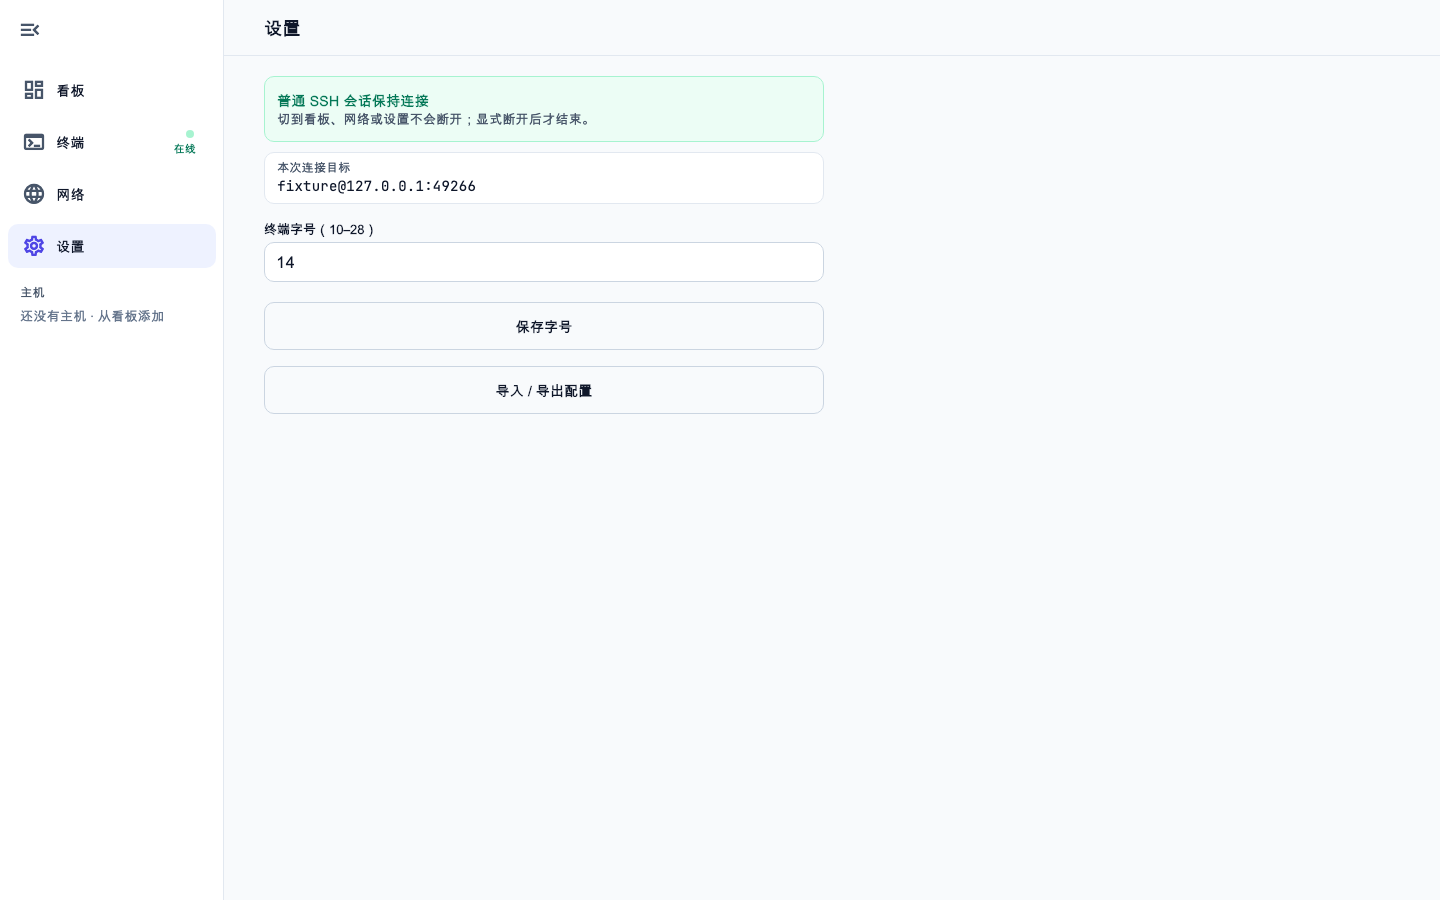 设置
看板
终端
在线
网络
设置
主机
还没有主机 · 从看板添加
普通 SSH 会话保持连接
切到看板、网络或设置不会断开；显式断开后才结束。
本次连接目标
fixture@127.0.0.1:49266
终端字号（10–28）
14
保存字号
导入 / 导出配置